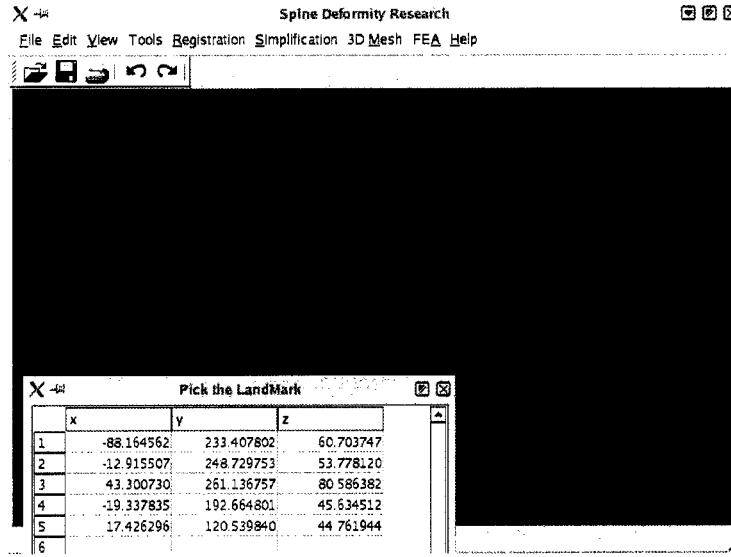 Spine Deformity Research
File Edit View Tools Registration Simplification 3D Mesh FEA Help
Pick the LandMark
x y z
1 -88.164562 233.407802 60.703747
2 -12.915507 248.729753 53.778120
3 43.300730 261.136757 80 586382
4 -19.337835 192.664801 45.634512
5 17.426296 120.539840 44 761944
6